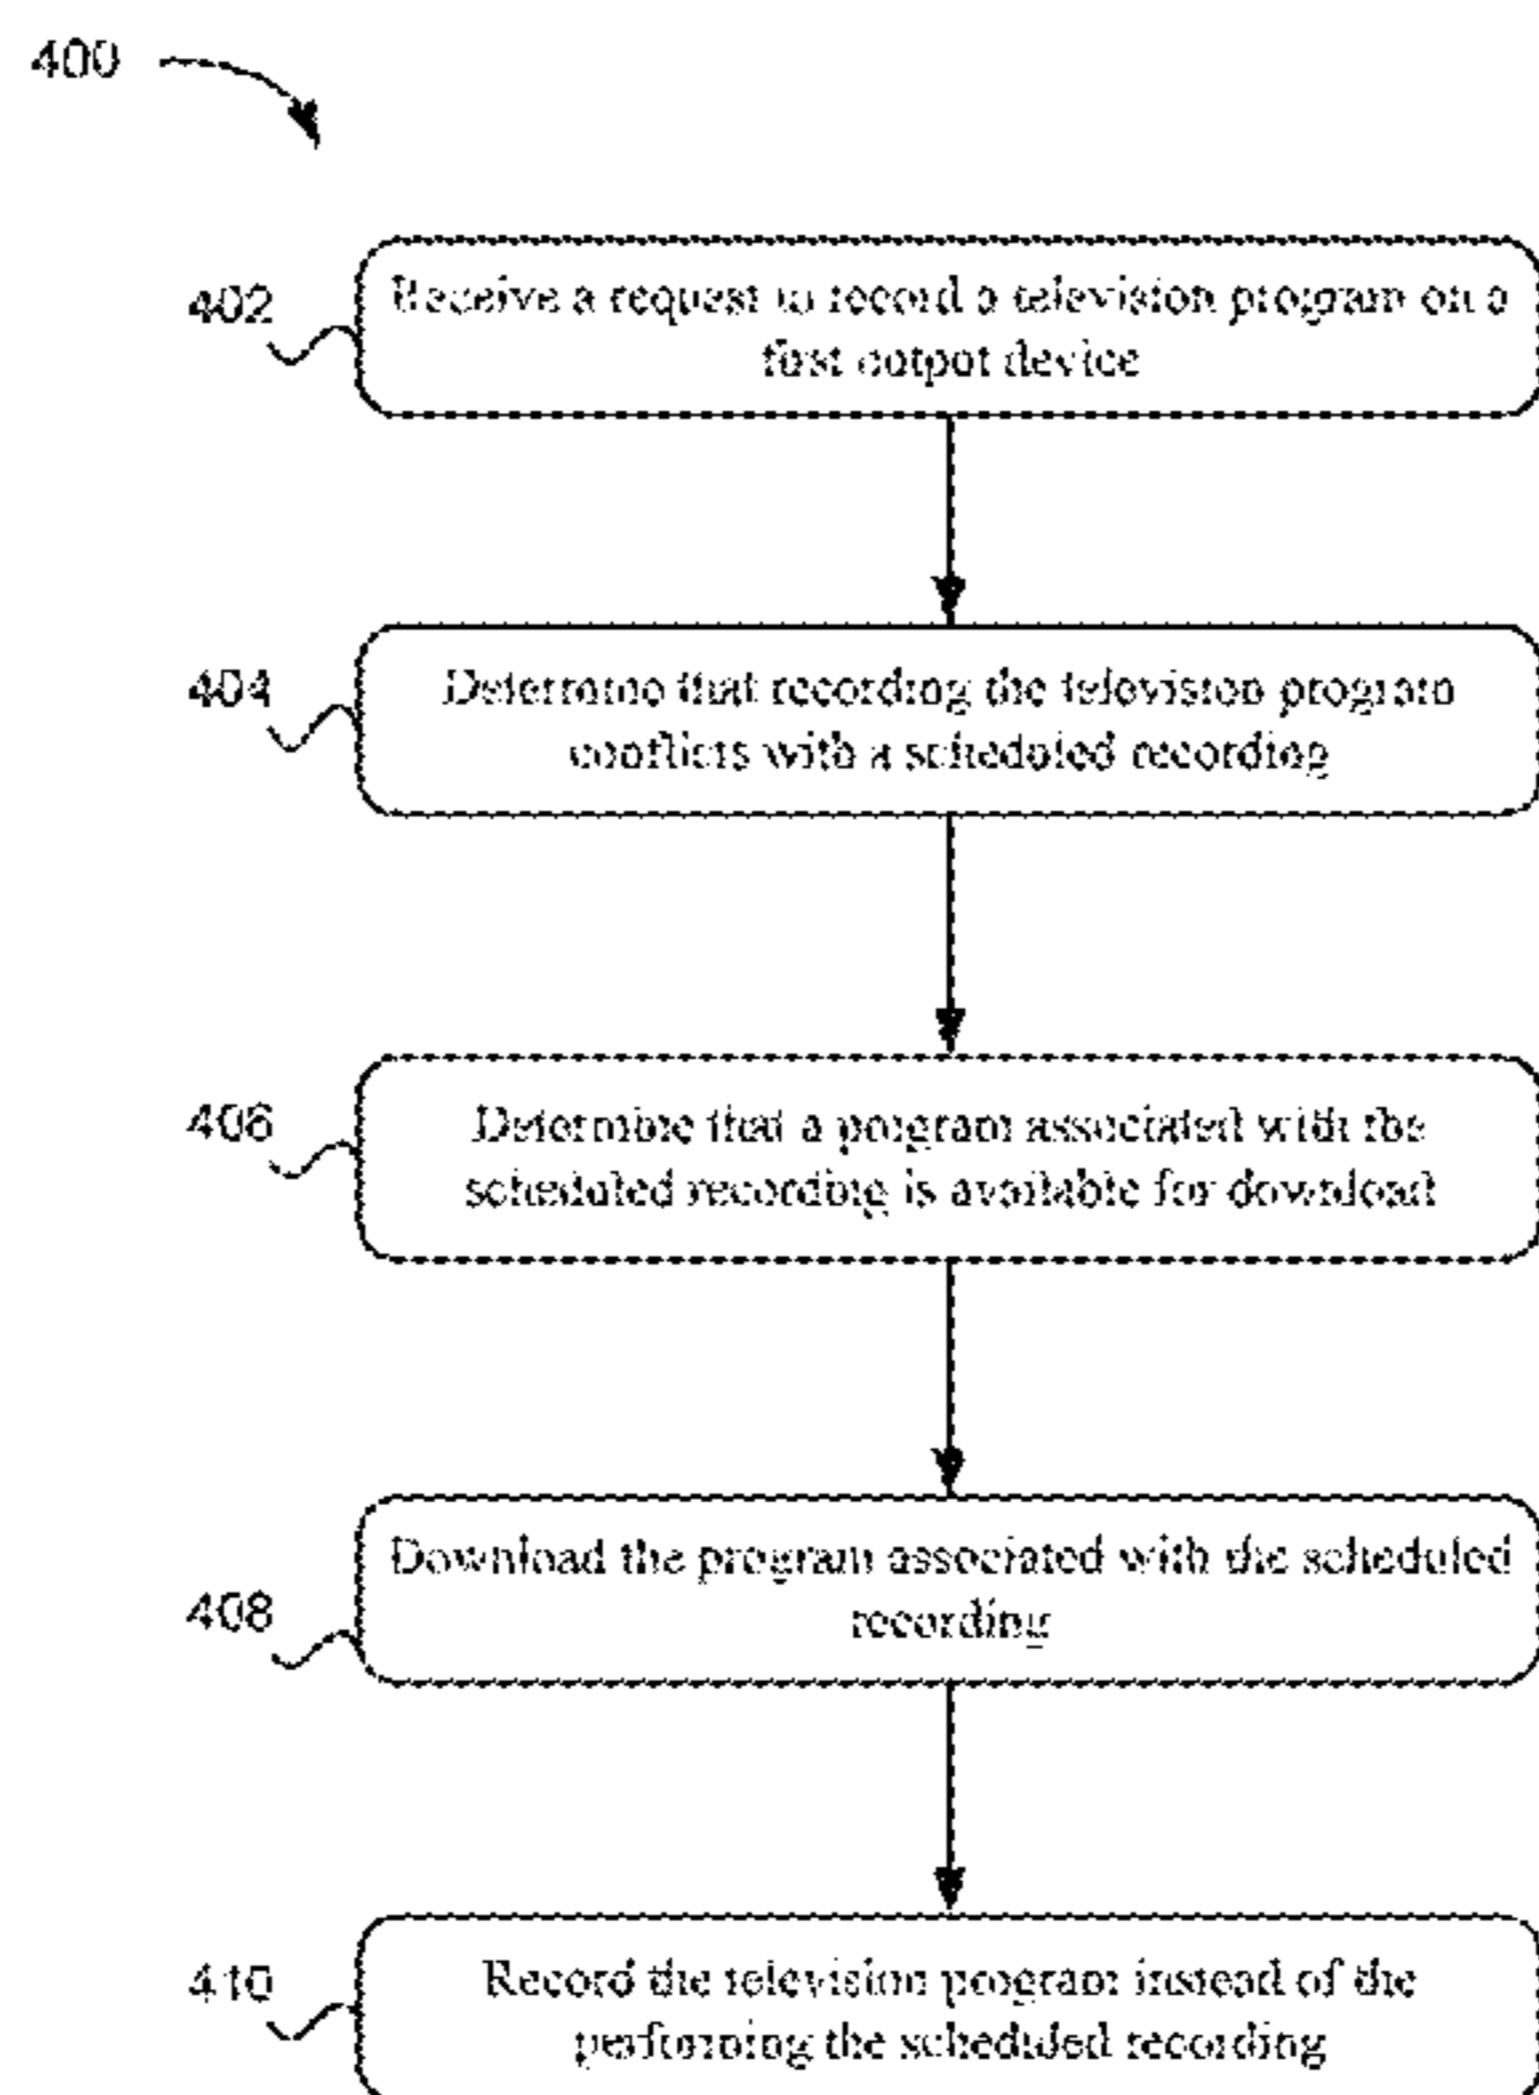 400
402
Receive a request to record a television program on a
first output device
404
Determine that recording the television program
conflicts with a scheduled recording
406
Determine that a program associated with the
scheduled recording is available for download
408
Download the program associated with the scheduled
recording
410
Record the television program instead of the
performing the scheduled recording